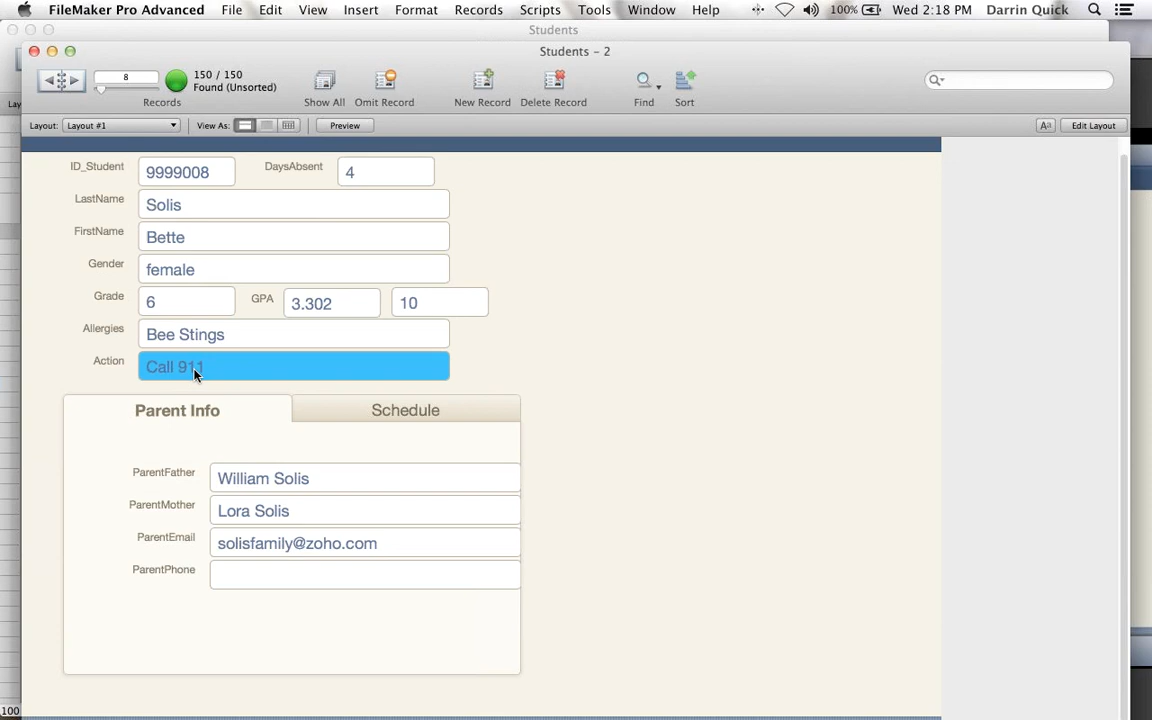 FileMaker Pro Advanced File Edit View Insert Format Records Scripts Tools Window Help 100% Wed 2:18 PM Darrin Quick
Students
Students – 2
8 150 / 150
Found (Unsorted)
Records Show All Omit Record New Record Delete Record Find Sort
Lay
Layout: Layout #1 View As: Preview Aa Edit Layout
ID_Student 9999008 DaysAbsent 4
LastName Solis
FirstName Bette
Gender female
Grade 6 GPA 3.302 10
Allergies Bee Stings
Action Call 911
Parent Info Schedule
ParentFather William Solis
ParentMother Lora Solis
ParentEmail solisfamily@zoho.com
ParentPhone
100